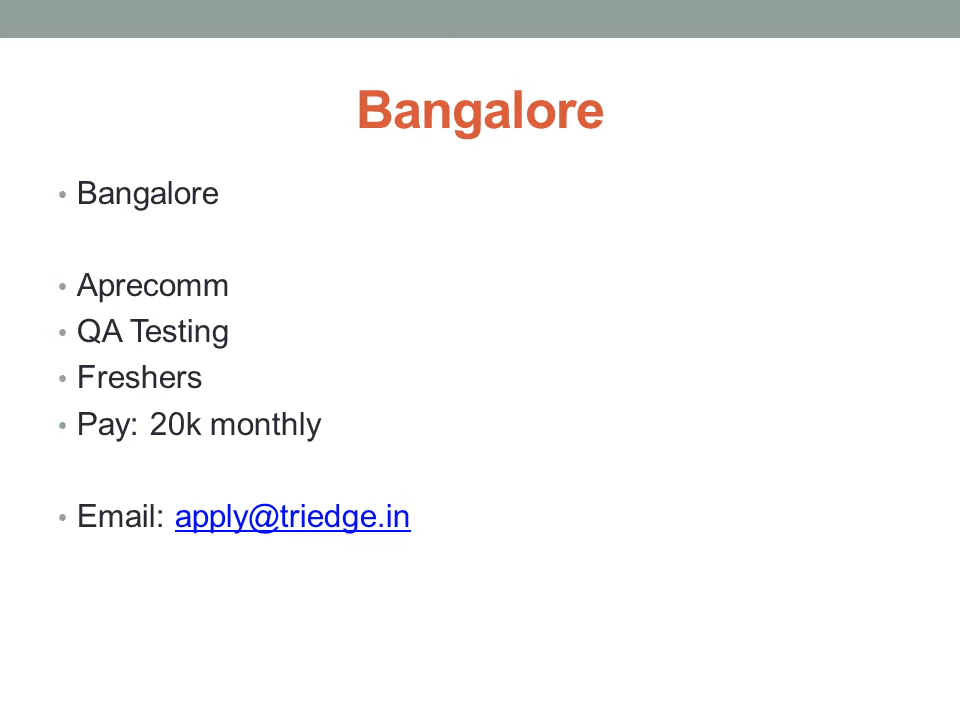 Bangalore
• Bangalore
• Aprecomm
• QA Testing
• Freshers
• Pay: 20k monthly
• Email: apply@triedge.in